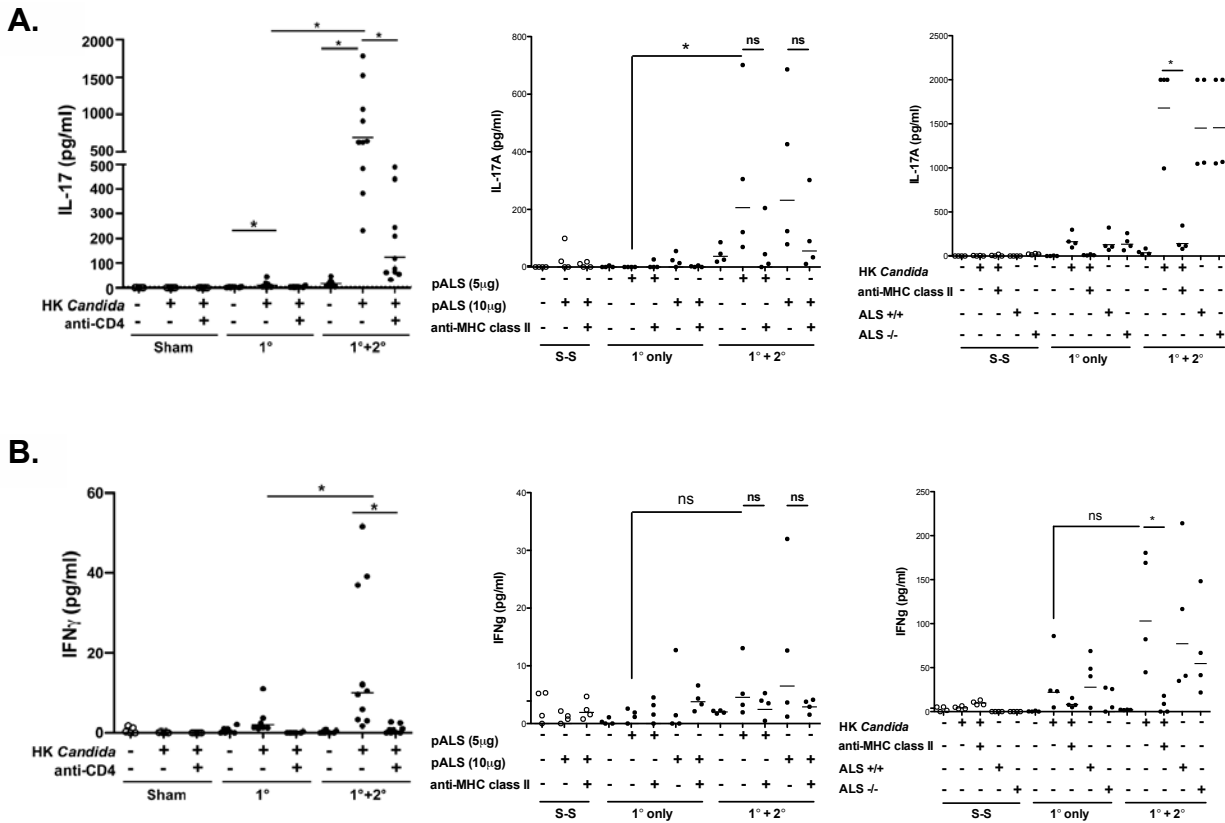 A.
IL-17 (pg/ml)
2000
1500
1000
500
500
400
300
200
100
0
*
*
*
*
HK Candida - + + - + + - + +
anti-CD4 - - + - - + - - +
Sham 1° 1°+2°
IL-17A (pg/ml)
800
600
400
200
0
* ns ns
pALS (5µg) - - - - + + - - - + + - -
pALS (10µg) - + + - - - + + - - - + +
anti-MHC class II - - + - - + - + - - + - +
S-S 1° only 1° + 2°
IL-17A (pg/ml)
2500
2000
1500
1000
500
0
*
HK Candida - + + - - - + + - - - + + - -
anti-MHC class II - - + - - - - + - - - - + - -
ALS +/+ - - - + - - - - + - - - - + -
ALS -/- - - - - + - - - - + - - - - +
S-S 1° only 1° + 2°
B.
IFNγ (pg/ml)
60
40
20
0
*
*
HK Candida - + + - + + - + +
anti-CD4 - - + - - + - - +
Sham 1° 1°+2°
IFNg (pg/ml)
40
30
20
10
0
ns ns ns
pALS (5µg) - - - - + + - - - + + - -
pALS (10µg) - + + - - - + + - - - + +
anti-MHC class II - - + - - + - + - - + - +
S-S 1° only 1° + 2°
IFNg (pg/ml)
250
200
150
100
50
0
ns *
HK Candida - + + - - - + + - - - + + - -
anti-MHC class II - - + - - - - + - - - - + - -
ALS +/+ - - - + - - - - + - - - - + -
ALS -/- - - - - + - - - - + - - - - +
S-S 1° only 1° + 2°